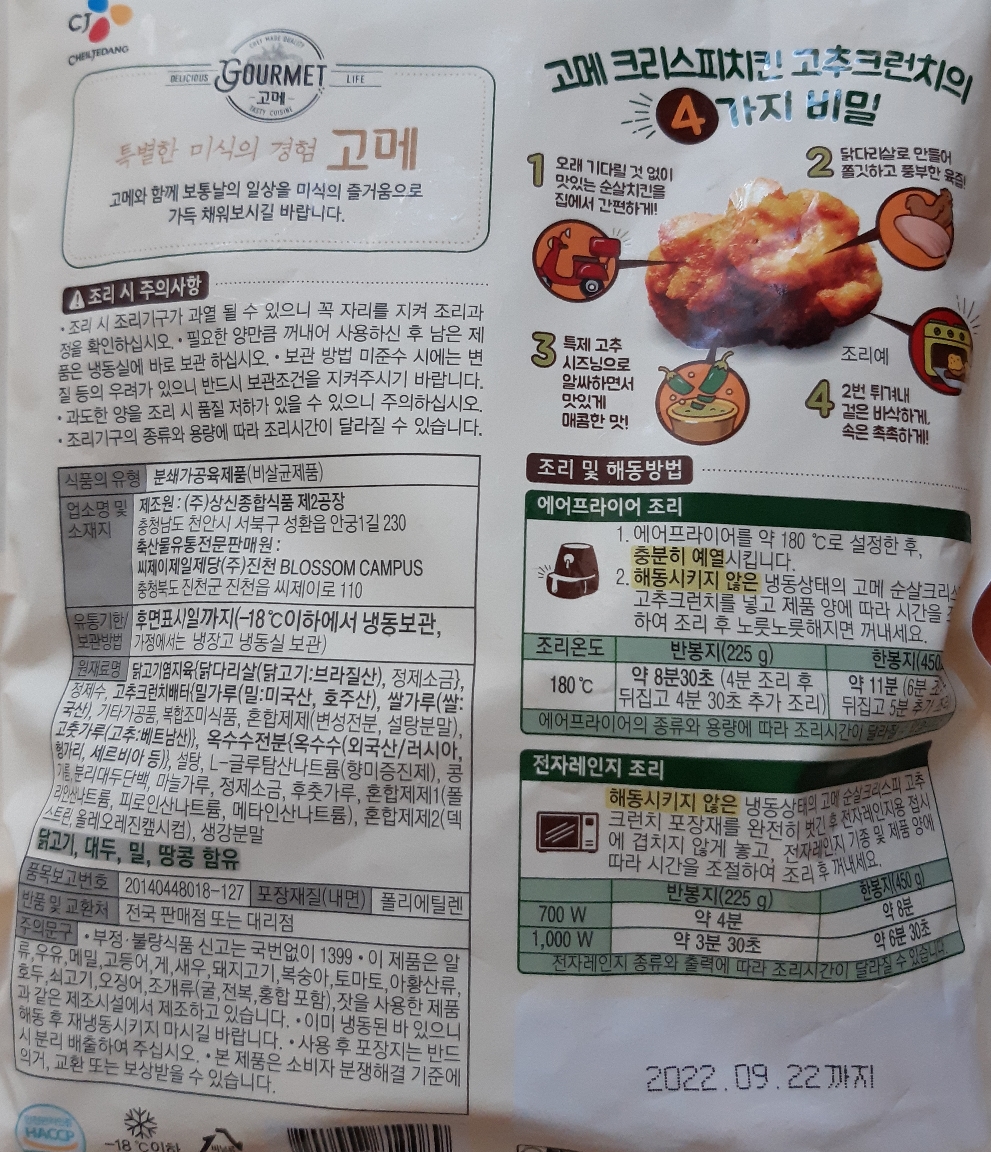 CJ
CHEILJEDANG
CHEF MADE QUALITY
DELICIOUS GOURMET LIFE
고메
TASTY CUISINE
특별한 미식의 경험 고메
고메와 함께 보통날의 일상을 미식의 즐거움으로
가득 채워보시길 바랍니다.
조리 시 주의사항
• 조리 시 조리기구가 과열 될 수 있으니 꼭 자리를 지켜 조리과
정을 확인하십시오. • 필요한 양만큼 꺼내어 사용하신 후 남은 제
품은 냉동실에 바로 보관 하십시오. • 보관 방법 미준수 시에는 변
질 등의 우려가 있으니 반드시 보관조건을 지켜주시기 바랍니다.
• 과도한 양을 조리 시 품질 저하가 있을 수 있으니 주의하십시오.
• 조리기구의 종류와 용량에 따라 조리시간이 달라질 수 있습니다.
식품의 유형 분쇄가공육제품(비살균제품)
업소명 및 제조원 : (주)상신종합식품 제2공장
소재지 충청남도 천안시 서북구 성환읍 안궁1길 230
축산물유통전문판매원 :
씨제이제일제당(주)진천 BLOSSOM CAMPUS
충청북도 진천군 진천읍 씨제이로 110
유통기한/ 후면표시일까지(-18℃이하에서 냉동보관,
보관방법 가정에서는 냉장고 냉동실 보관)
원재료명 닭고기염지육{닭다리살(닭고기:브라질산), 정제소금},
정제수, 고추크런치배터{밀가루(밀:미국산, 호주산), 쌀가루(쌀:
국산), 기타가공품, 복합조미식품, 혼합제제(변성전분, 설탕분말),
고춧가루(고추:베트남산)}, 옥수수전분{옥수수(외국산/러시아,
헝가리, 세르비아 등)}, 설탕, L-글루탐산나트륨(향미증진제), 콩
기름, 분리대두단백, 마늘가루, 정제소금, 후춧가루, 혼합제제1(폴
리인산나트륨, 피로인산나트륨, 메타인산나트륨), 혼합제제2(덱
스트린, 올레오레진캡시컴), 생강분말
닭고기, 대두, 밀, 땅콩 함유
품목보고번호 20140448018-127 포장재질(내면) 폴리에틸렌
반품 및 교환처 전국 판매점 또는 대리점
주의문구 • 부정·불량식품 신고는 국번없이 1399 • 이 제품은 알
류, 우유, 메밀, 고등어, 게, 새우, 돼지고기, 복숭아, 토마토, 아황산류,
호두, 쇠고기, 오징어, 조개류(굴, 전복, 홍합 포함), 잣을 사용한 제품
과 같은 제조시설에서 제조하고 있습니다. • 이미 냉동된 바 있으니
해동 후 재냉동시키지 마시길 바랍니다. • 사용 후 포장지는 반드
시 분리 배출하여 주십시오. • 본 제품은 소비자 분쟁해결 기준에
의거, 교환 또는 보상받을 수 있습니다.
HACCP
-18℃이하
고메 크리스피치킨 고추크런치의
4가지 비밀
1 오래 기다릴 것 없이
맛있는 순살치킨을
집에서 간편하게!
2 닭다리살로 만들어
쫄깃하고 풍부한 육즙!
3 특제 고추
시즈닝으로
알싸하면서
맛있게
매콤한 맛!
조리예
4 2번 튀겨내
겉은 바삭하게,
속은 촉촉하게!
조리 및 해동방법
에어프라이어 조리
1. 에어프라이어를 약 180 ℃로 설정한 후,
충분히 예열시킵니다.
2. 해동시키지 않은 냉동상태의 고메 순살크리스
고추크런치를 넣고 제품 양에 따라 시간을
하여 조리 후 노릇노릇해지면 꺼내세요.
조리온도 반봉지(225 g) 한봉지(450
180℃ 약 8분30초 (4분 조리 후 약 11분 (6분
뒤집고 4분 30초 추가 조리) 뒤집고 5분 추가
에어프라이어의 종류와 용량에 따라 조리시간이 달라질
전자레인지 조리
해동시키지 않은 냉동상태의 고메 순살크리스피 고추
크런치 포장재를 완전히 벗긴 후 전자레인지용 접시
에 겹치지 않게 놓고, 전자레인지 기종 및 제품 양에
따라 시간을 조절하여 조리 후 꺼내세요.
반봉지(225 g) 한봉지(450 g)
700 W 약 4분 약 8분
1,000 W 약 3분 30초 약 6분 30초
전자레인지 종류와 출력에 따라 조리시간이 달라질 수 있습니다.
2022.09.22까지